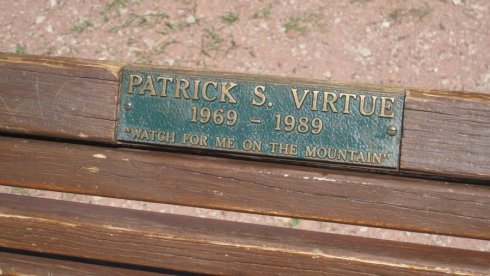 PATRICK S. VIRTUE
1969 - 1989
"WATCH FOR ME ON THE MOUNTAIN"